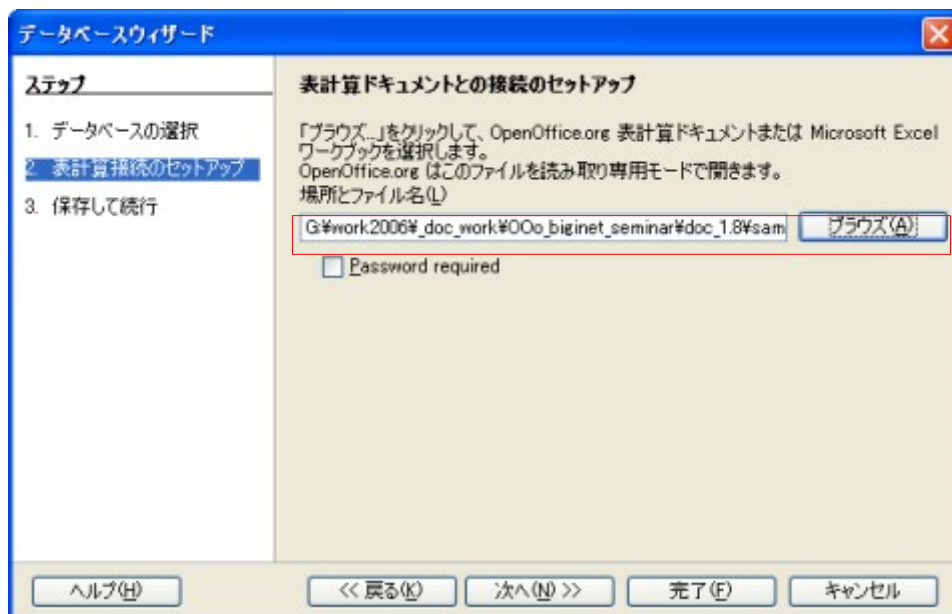 データベースウィザード
ステップ
1. データベースの選択
2. 表計算接続のセットアップ
3. 保存して続行
表計算ドキュメントとの接続のセットアップ
「ブラウズ...」をクリックして、OpenOffice.org 表計算ドキュメントまたは Microsoft Excel
ワークブックを選択します。
OpenOffice.org はこのファイルを読み取り専用モードで開きます。
場所とファイル名(L)
G:¥work2006¥_doc_work¥OOo_biginet_seminar¥doc_1.8¥sam
ブラウズ(A)
Password required
ヘルプ(H)
<< 戻る(K)
次へ(N) >>
完了(F)
キャンセル